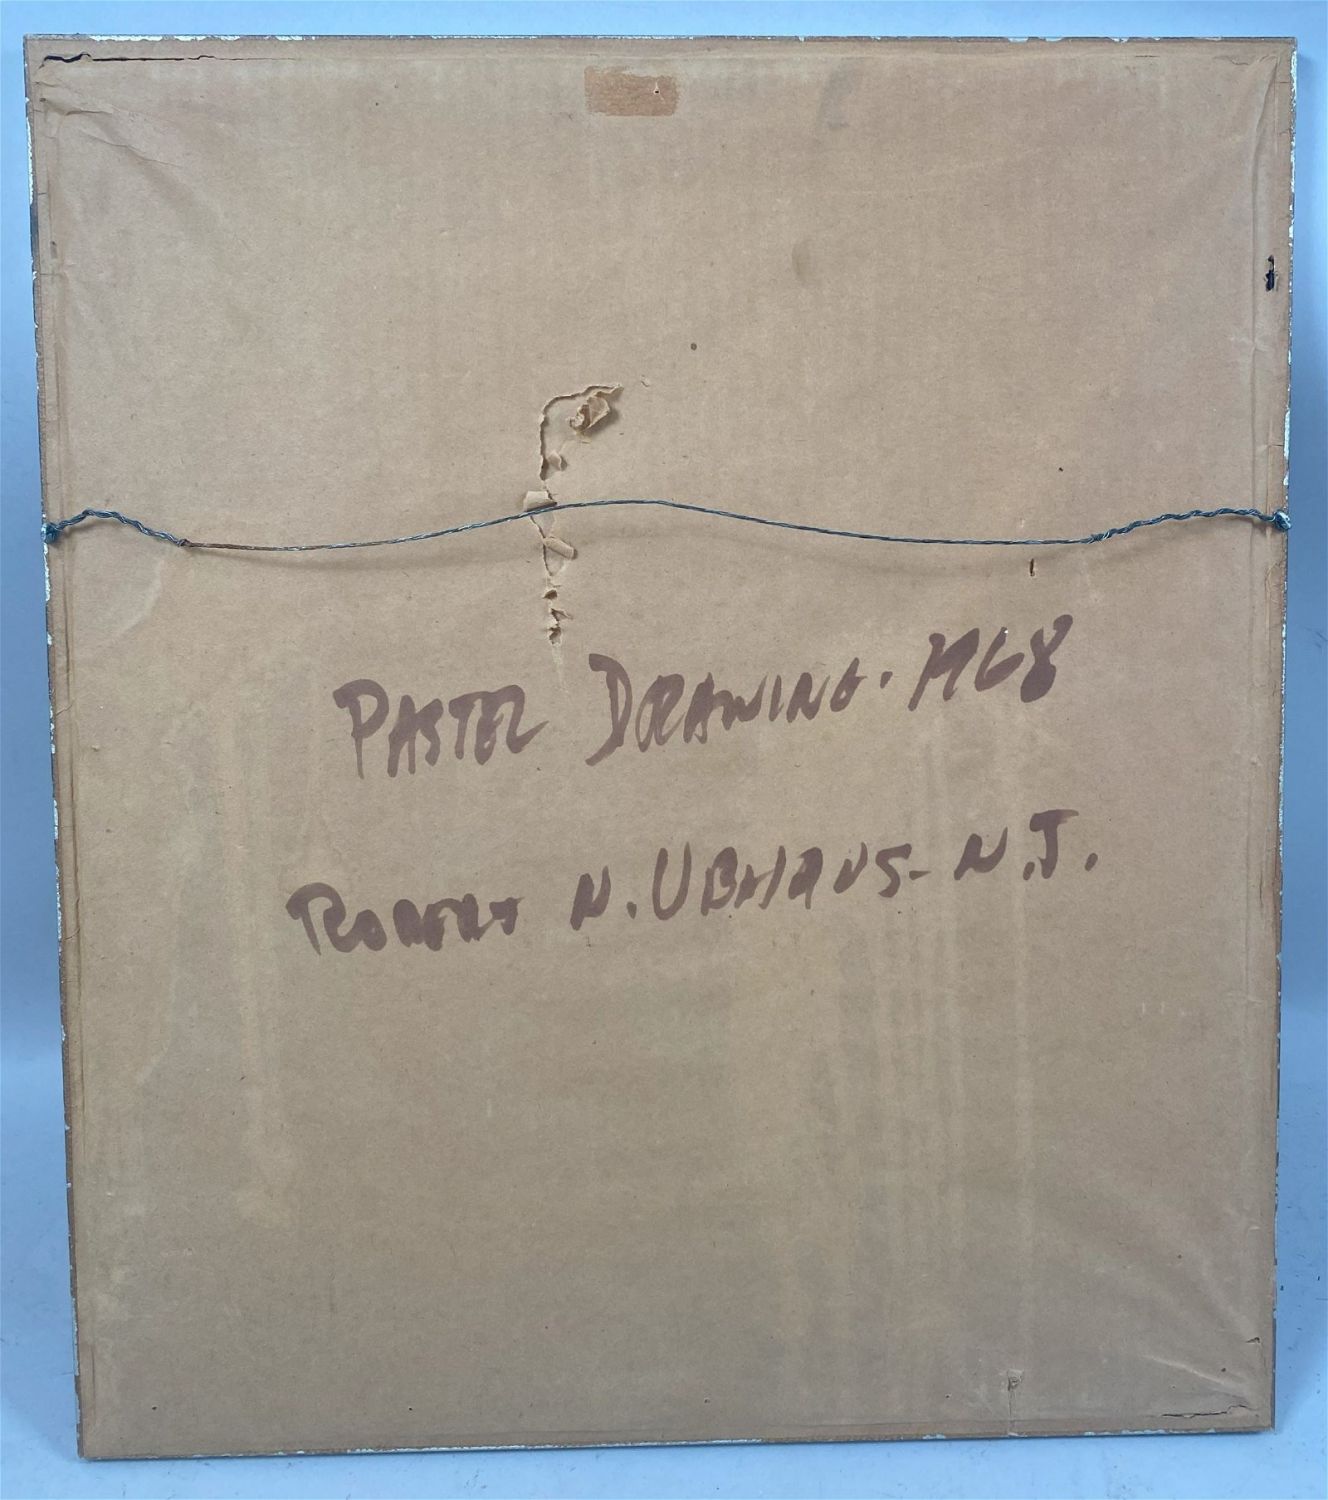 PASTEL DRAWING. 1968
ROBERT N. UBHAUS - N.J.